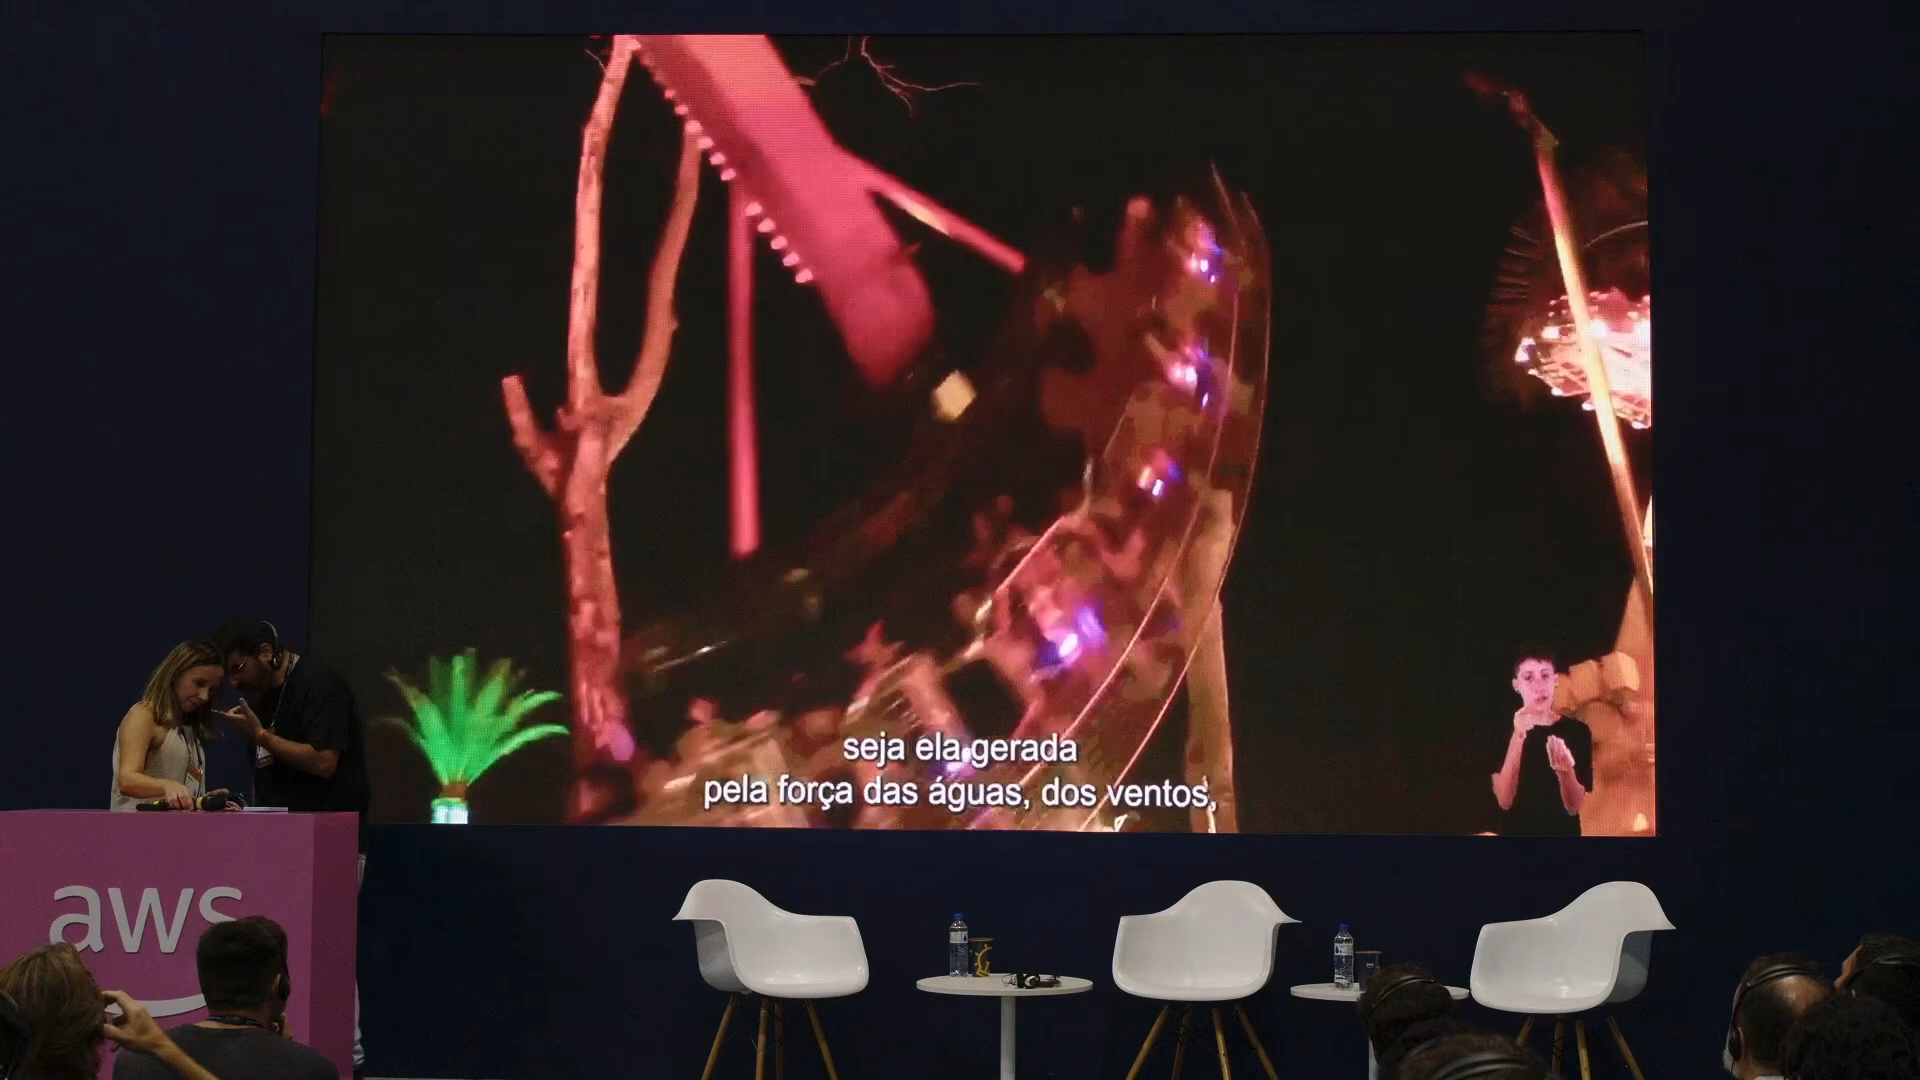 seja ela gerada
pela força das águas, dos ventos,
aws